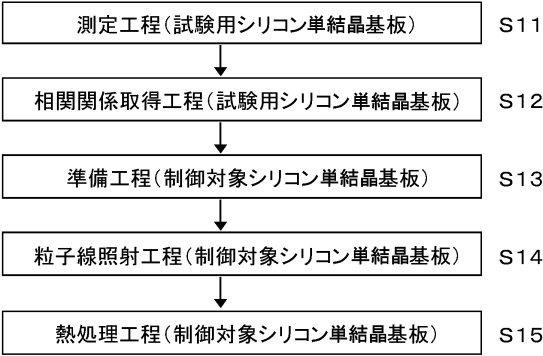 測定工程(試験用シリコン単結晶基板) S11
相関関係取得工程(試験用シリコン単結晶基板) S12
準備工程(制御対象シリコン単結晶基板) S13
粒子線照射工程(制御対象シリコン単結晶基板) S14
熱処理工程(制御対象シリコン単結晶基板) S15